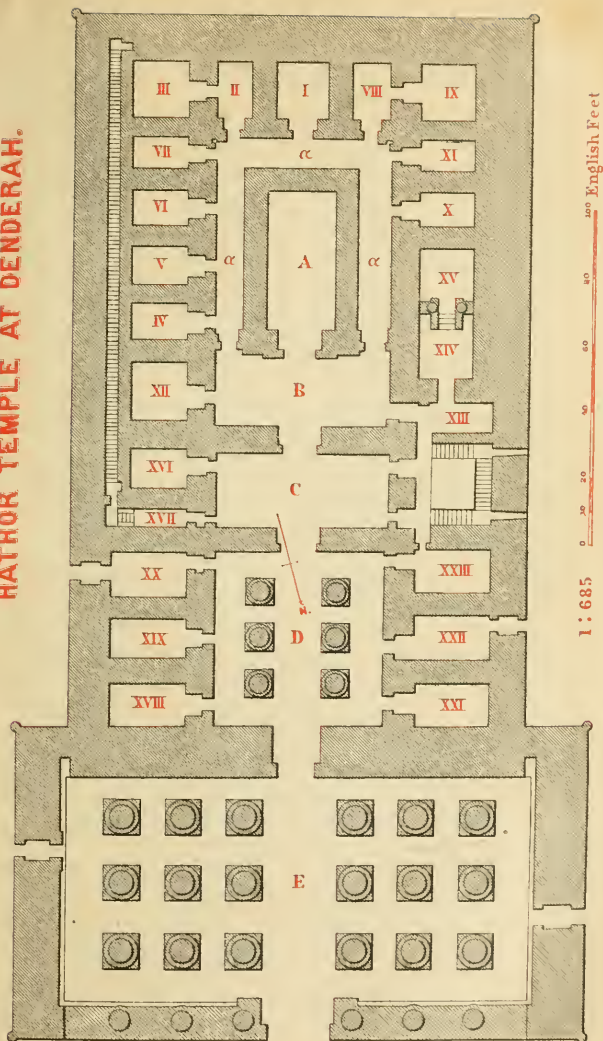 HATHOR TEMPLE AT DENDERAH.
III II I VIII IX
VII α XI
VI X
α A α
V XV
IV XIV
XII B XIII
XVI C
XVII
XX XXIII
N.
XIX D XXII
XVIII XXI
E
0 10 20 40 60 80 100 English Feet
1:685